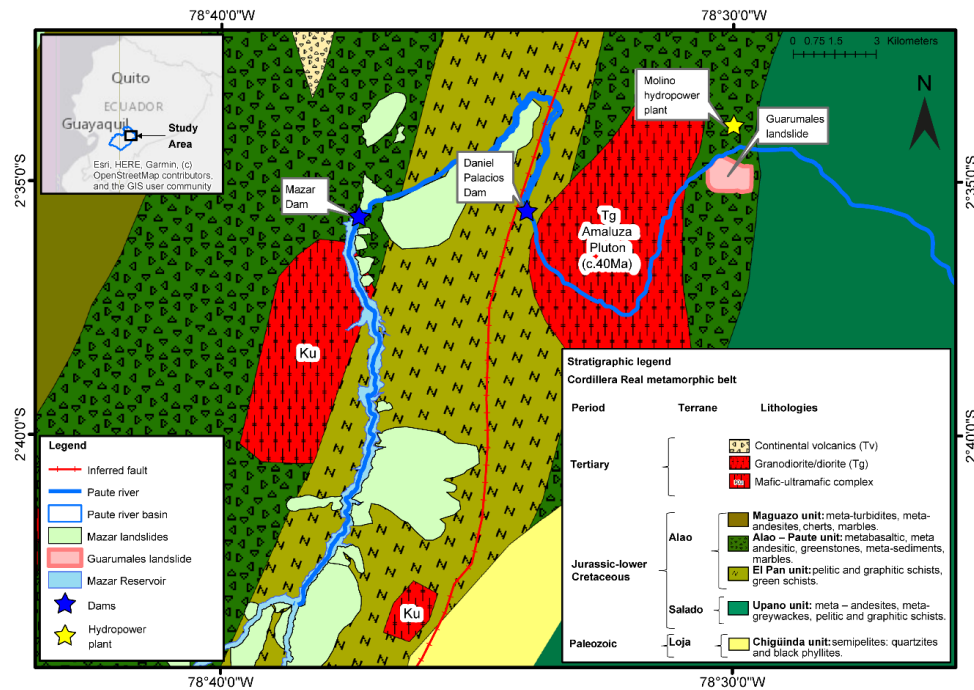 78°40'0"W
78°30'0"W
Quito
ECUADOR
Guayaquil
Study
Area
Esri, HERE, Garmin, (c)
OpenStreetMap contributors,
and the GIS user community
0 0.75 1.5 3 Kilometers
N
Molino
hydropower
plant
Guarumales
landslide
2°35'0"S
2°35'0"S
Mazar
Dam
Daniel
Palacios
Dam
Tg
Amaluza
Pluton
(c.40Ma)
Ku
Ku
2°40'0"S
2°40'0"S
Legend
Inferred fault
Paute river
Paute river basin
Mazar landslides
Guarumales landslide
Mazar Reservoir
Dams
Hydropower
plant
Stratigraphic legend
Cordillera Real metamorphic belt
Period Terrane Lithologies
Tertiary
Continental volcanics (Tv)
Granodiorite/diorite (Tg)
Ku Mafic-ultramafic complex
Jurassic-lower
Cretaceous
Alao
Maguazo unit: meta-turbidites, meta-
andesites, cherts, marbles.
Alao – Paute unit: metabasaltic, meta
andesitic, greenstones, meta-sediments,
marbles.
El Pan unit: pelitic and graphitic schists,
green schists.
Salado
Upano unit: meta – andesites, meta-
greywackes, pelitic and graphitic schists.
Paleozoic Loja
Chigüinda unit: semipelites: quartzites
and black phyllites.
78°40'0"W
78°30'0"W